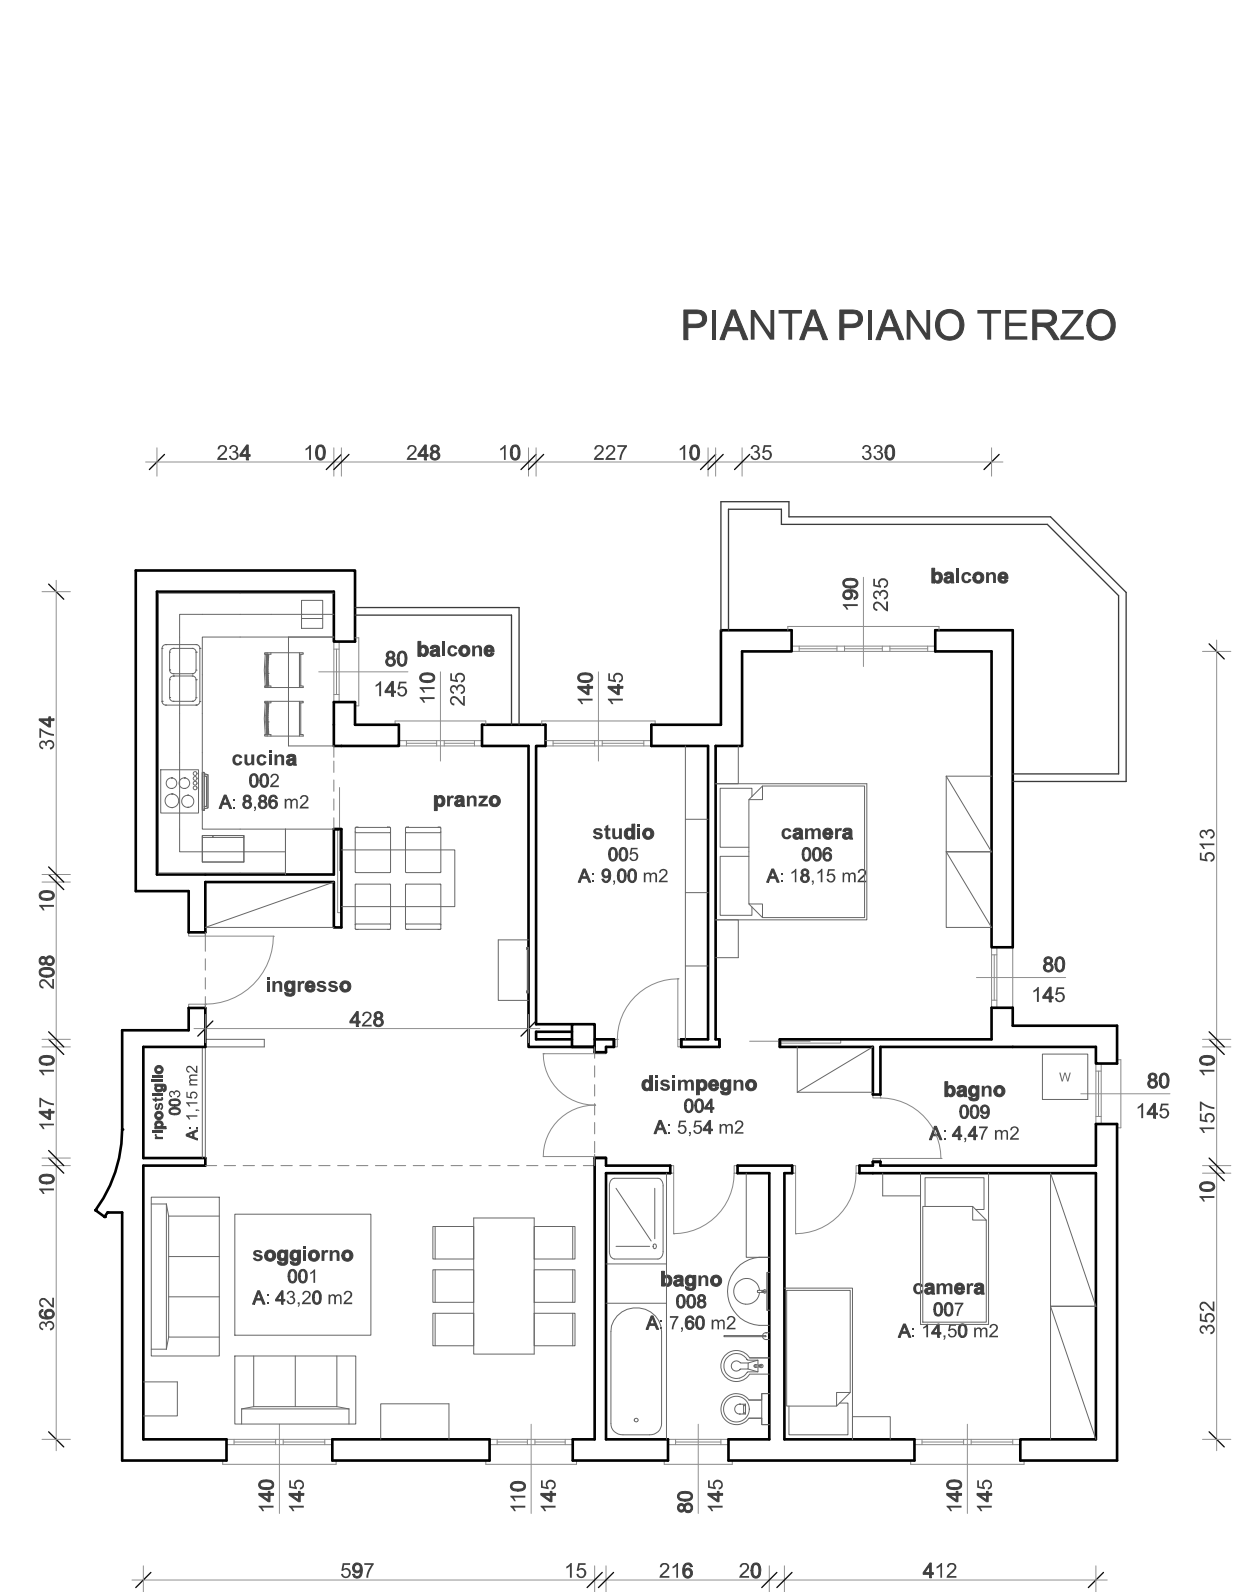 PIANTA PIANO TERZO
234 10 248 10 227 10 35 330
balcone
190
235
balcone
80
145
110
235
140
145
374
cucina
002
A: 8,86 m2
pranzo
studio
005
A: 9,00 m2
camera
006
A: 18,15 m2
513
10
208
ingresso
428
80
145
10
147
10
ripostiglio
003
A: 1,15 m2
disimpegno
004
A: 5,54 m2
bagno
009
A: 4,47 m2
W
80
145
10
157
10
soggiorno
001
A: 43,20 m2
bagno
008
A: 7,60 m2
camera
007
A: 14,50 m2
362
352
140
145
110
145
80
145
140
145
597 15 216 20 412